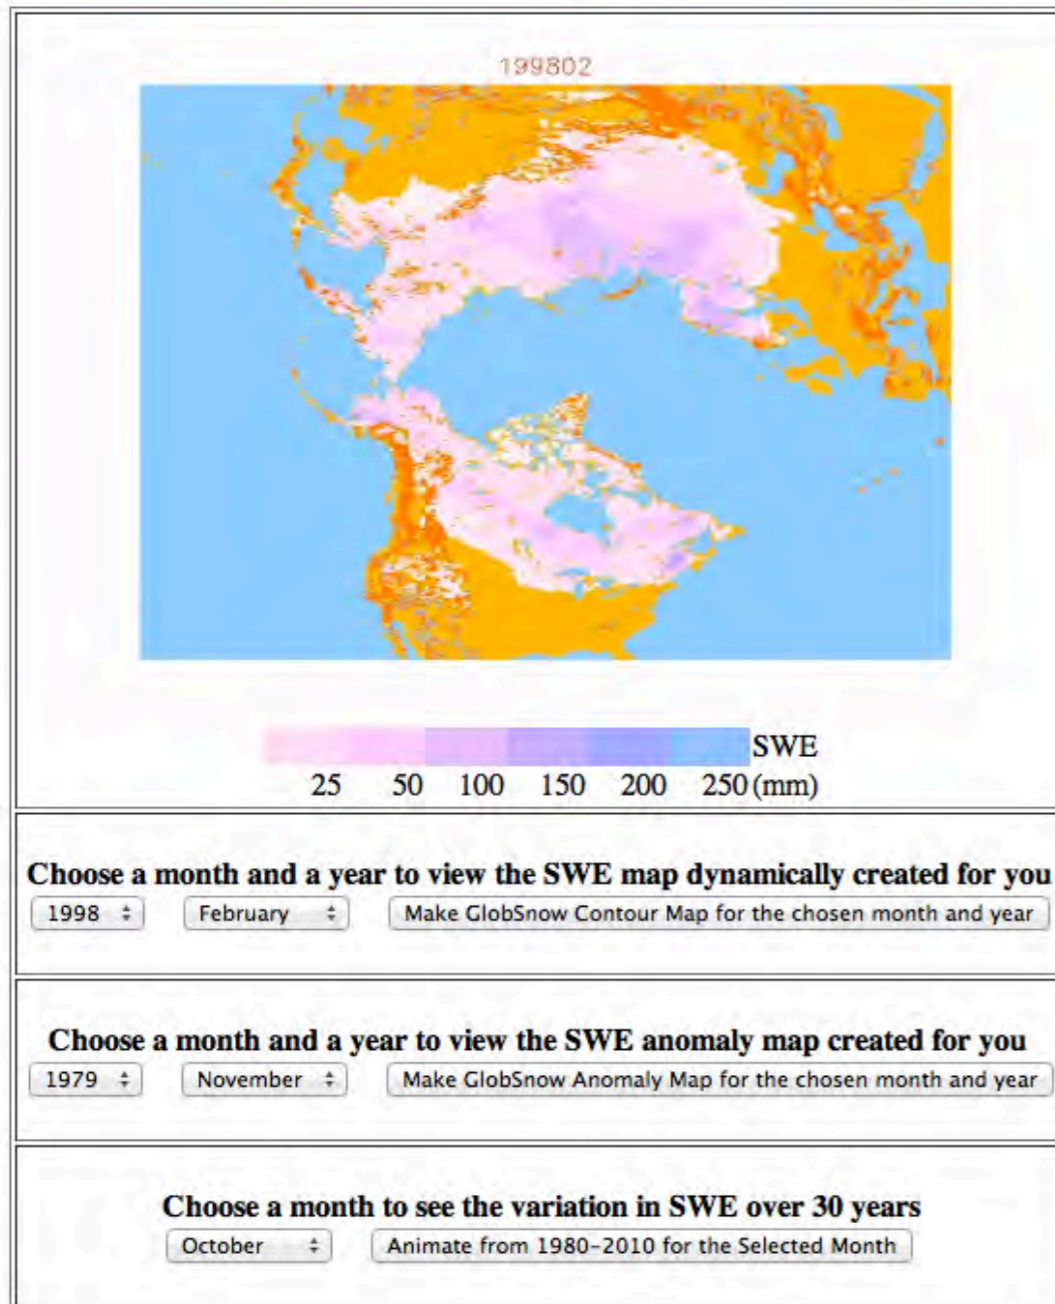 199802
SWE
25 50 100 150 200 250 (mm)
Choose a month and a year to view the SWE map dynamically created for you
1998 February Make GlobSnow Contour Map for the chosen month and year
Choose a month and a year to view the SWE anomaly map created for you
1979 November Make GlobSnow Anomaly Map for the chosen month and year
Choose a month to see the variation in SWE over 30 years
October Animate from 1980-2010 for the Selected Month